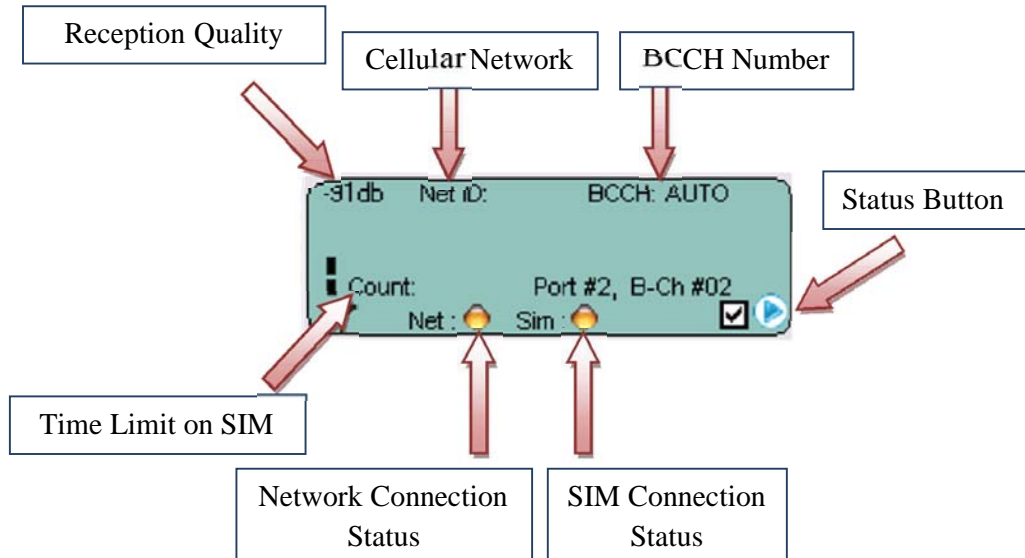 Reception Quality
Cellular Network
BCCH Number
-91db Net ID: BCCH: AUTO
Status Button
Count: Port #2, B-Ch #02
Net : Sim :
Time Limit on SIM
Network Connection
Status
SIM Connection
Status